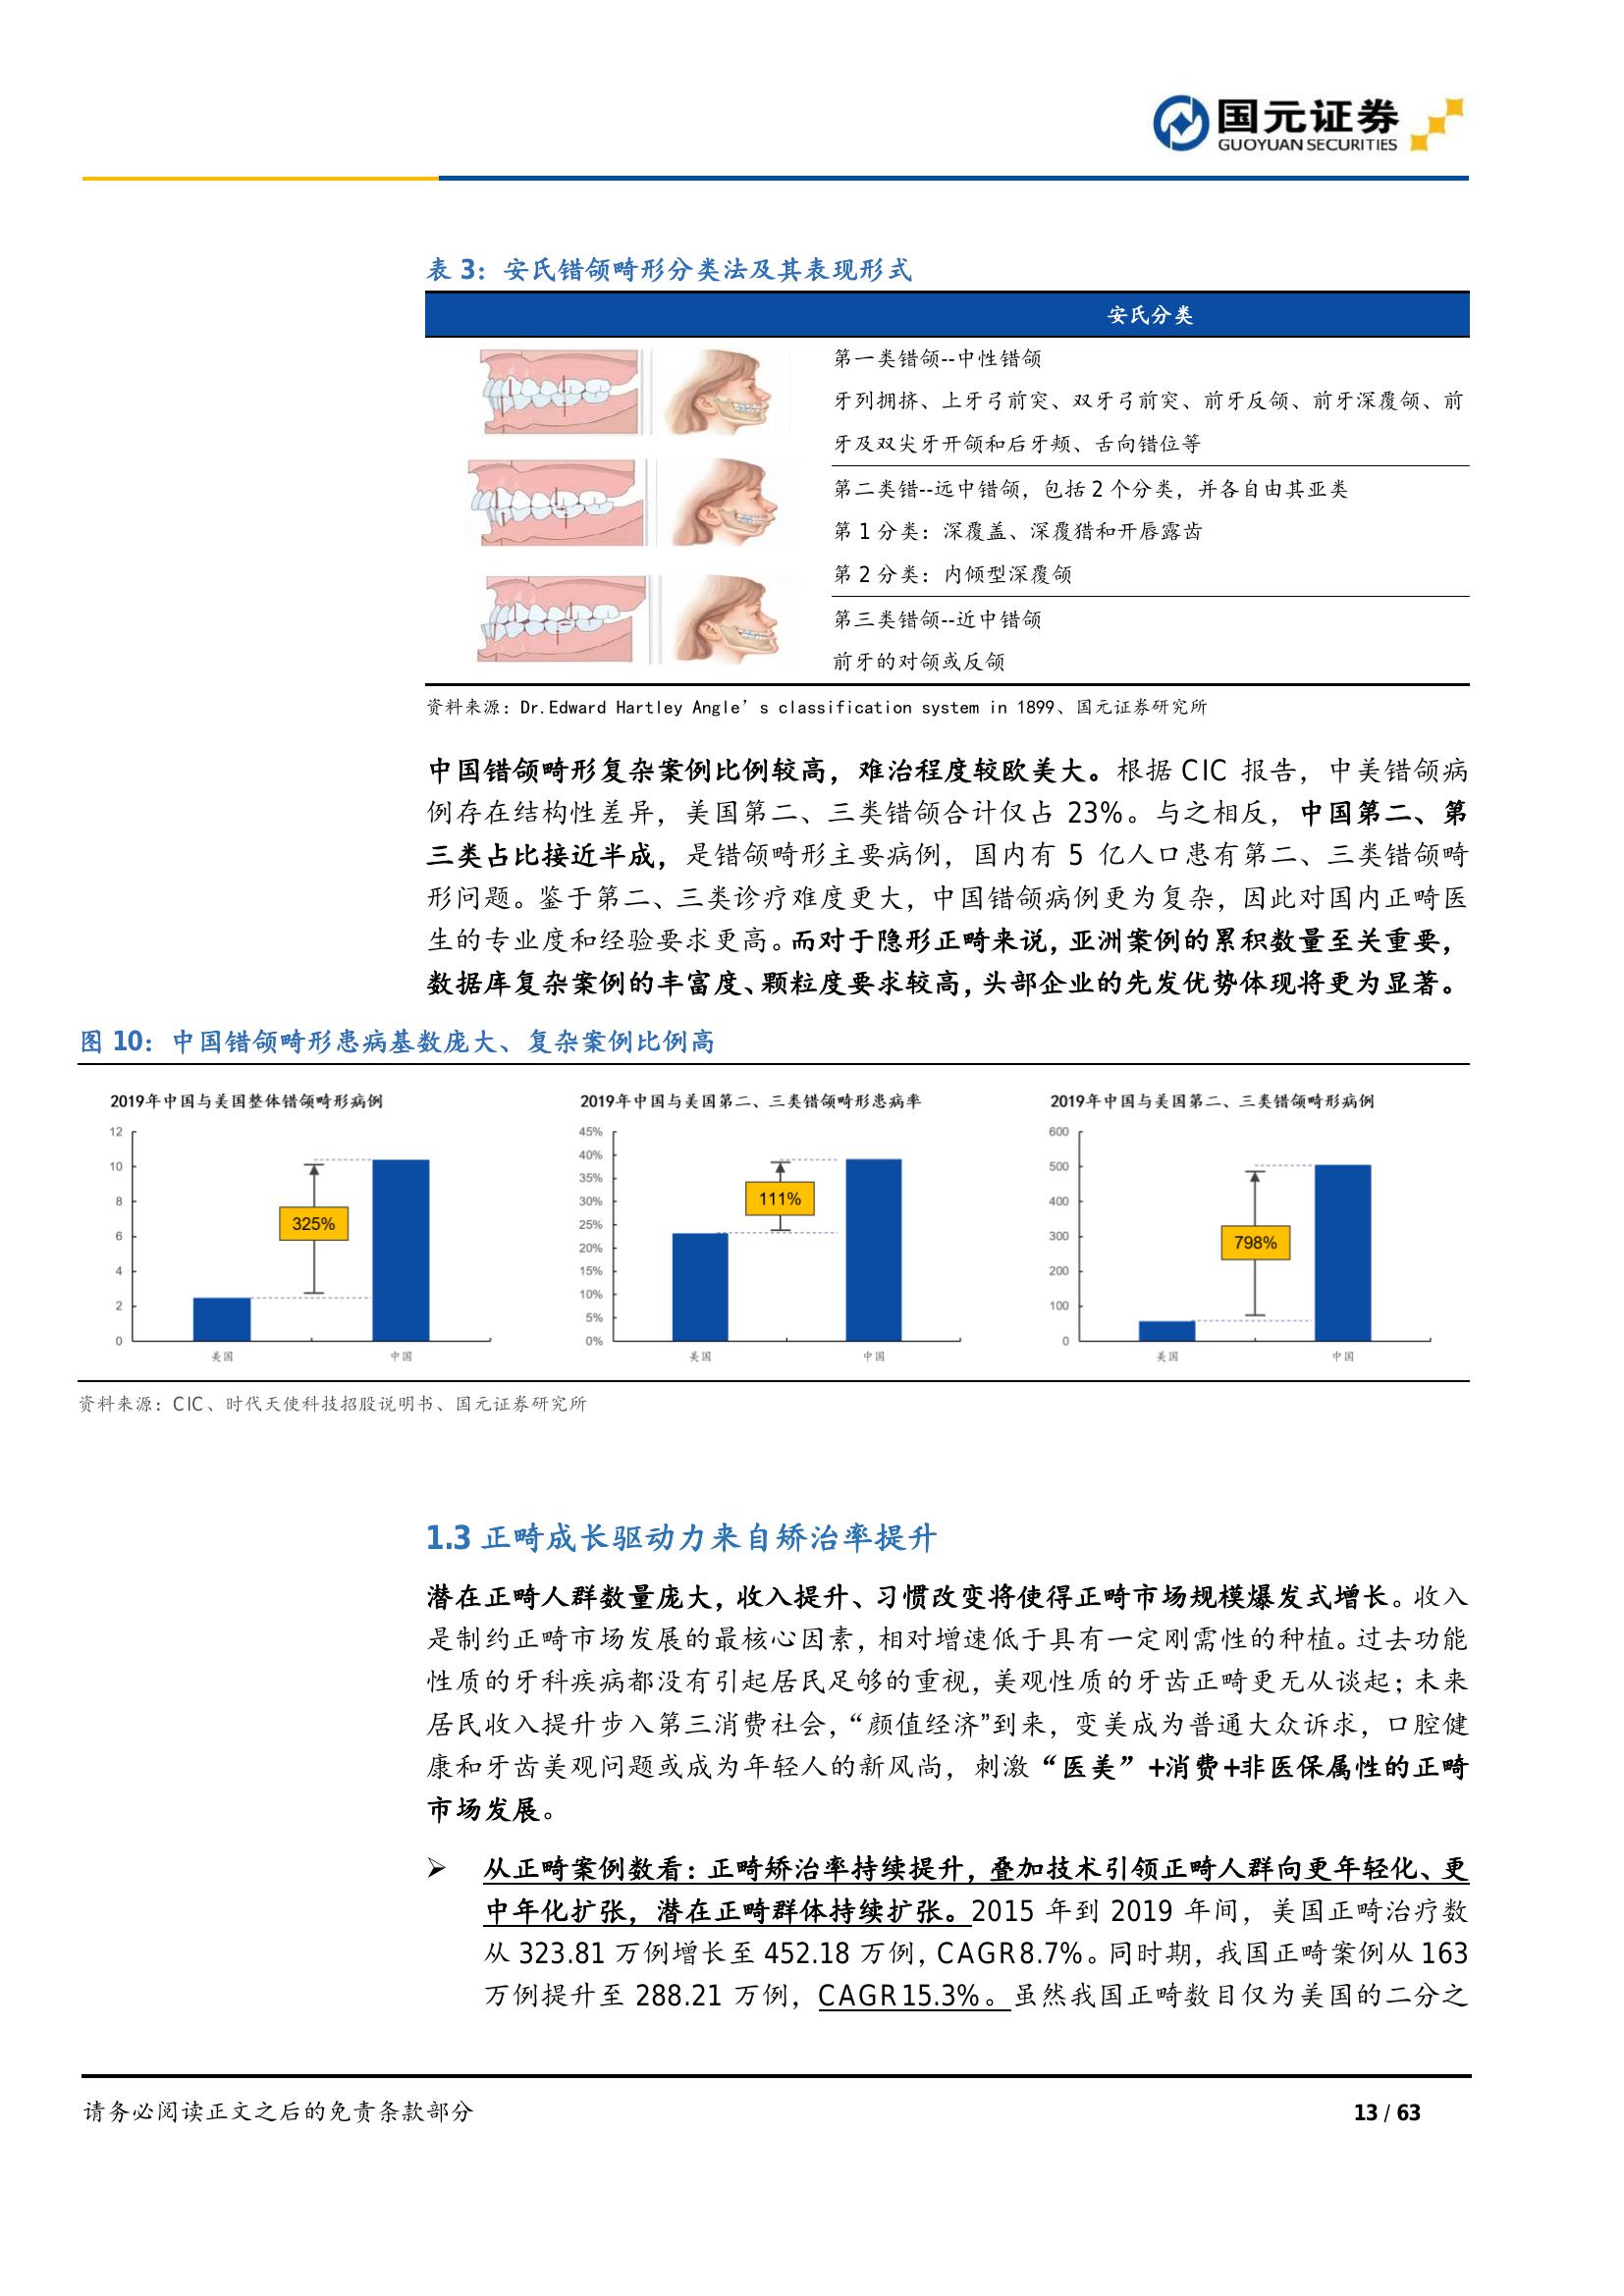 国元证券
GUOYUAN SECURITIES
表 3：安氏错颌畸形分类法及其表现形式
安氏分类
第一类错颌--中性错颌
牙列拥挤、上牙弓前突、双牙弓前突、前牙反颌、前牙深覆颌、前
牙及双尖牙开颌和后牙颊、舌向错位等
第二类错--远中错颌，包括 2 个分类，并各自由其亚类
第 1 分类：深覆盖、深覆猎和开唇露齿
第 2 分类：内倾型深覆颌
第三类错颌--近中错颌
前牙的对颌或反颌
资料来源：Dr.Edward Hartley Angle’s classification system in 1899、国元证券研究所
中国错颌畸形复杂案例比例较高，难治程度较欧美大。根据 CIC 报告，中美错颌病
例存在结构性差异，美国第二、三类错颌合计仅占 23%。与之相反，中国第二、第
三类占比接近半成，是错颌畸形主要病例，国内有 5 亿人口患有第二、三类错颌畸
形问题。鉴于第二、三类诊疗难度更大，中国错颌病例更为复杂，因此对国内正畸医
生的专业度和经验要求更高。而对于隐形正畸来说，亚洲案例的累积数量至关重要，
数据库复杂案例的丰富度、颗粒度要求较高，头部企业的先发优势体现将更为显著。
图 10：中国错颌畸形患病基数庞大、复杂案例比例高
2019年中国与美国整体错颌畸形病例
12
10
8
6
4
2
0
325%
美国
中国
2019年中国与美国第二、三类错颌畸形患病率
45%
40%
35%
30%
25%
20%
15%
10%
5%
0%
111%
美国
中国
2019年中国与美国第二、三类错颌畸形病例
600
500
400
300
200
100
0
798%
美国
中国
资料来源：CIC、时代天使科技招股说明书、国元证券研究所
1.3 正畸成长驱动力来自矫治率提升
潜在正畸人群数量庞大，收入提升、习惯改变将使得正畸市场规模爆发式增长。收入
是制约正畸市场发展的最核心因素，相对增速低于具有一定刚需性的种植。过去功能
性质的牙科疾病都没有引起居民足够的重视，美观性质的牙齿正畸更无从谈起；未来
居民收入提升步入第三消费社会，“颜值经济”到来，变美成为普通大众诉求，口腔健
康和牙齿美观问题或成为年轻人的新风尚，刺激“医美”+消费+非医保属性的正畸
市场发展。
➢ 从正畸案例数看：正畸矫治率持续提升，叠加技术引领正畸人群向更年轻化、更
中年化扩张，潜在正畸群体持续扩张。2015 年到 2019 年间，美国正畸治疗数
从 323.81 万例增长至 452.18 万例，CAGR8.7%。同时期，我国正畸案例从 163
万例提升至 288.21 万例，CAGR15.3%。虽然我国正畸数目仅为美国的二分之
请务必阅读正文之后的免责条款部分
13 / 63